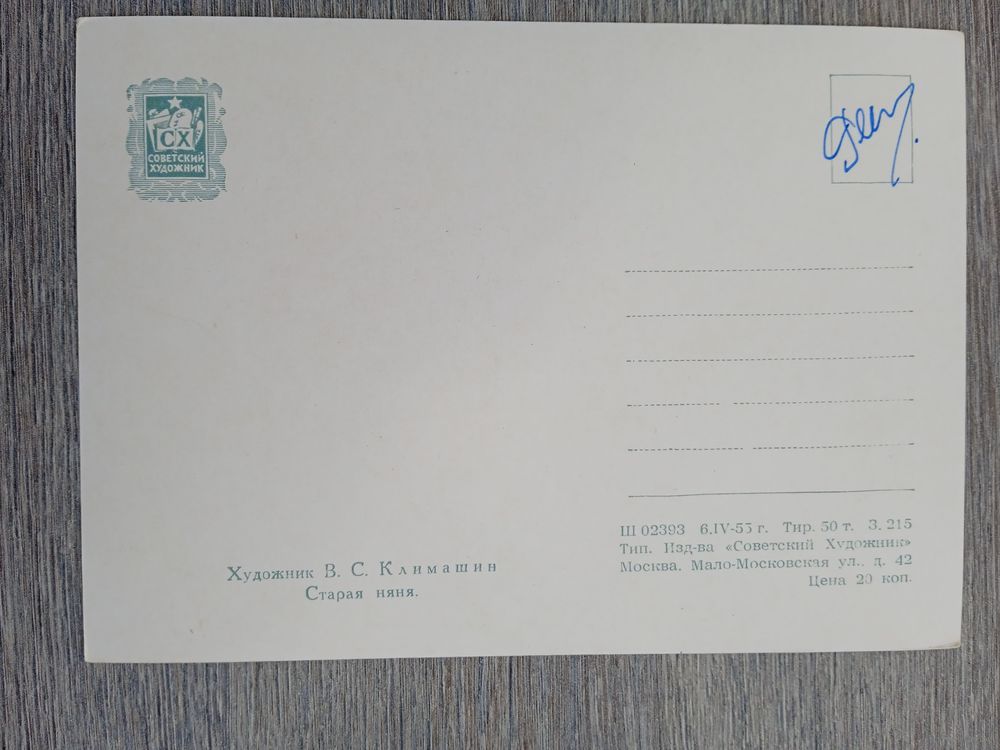 СХ
СОВЕТСКИЙ
ХУДОЖНИК
Ш 02393 6.IV-55 г. Тир. 50 т. З. 215
Тип. Изд-ва «Советский Художник»
Москва. Мало-Московская ул., д. 42
Цена 20 коп.
Художник В. С. Климашин
Старая няня.